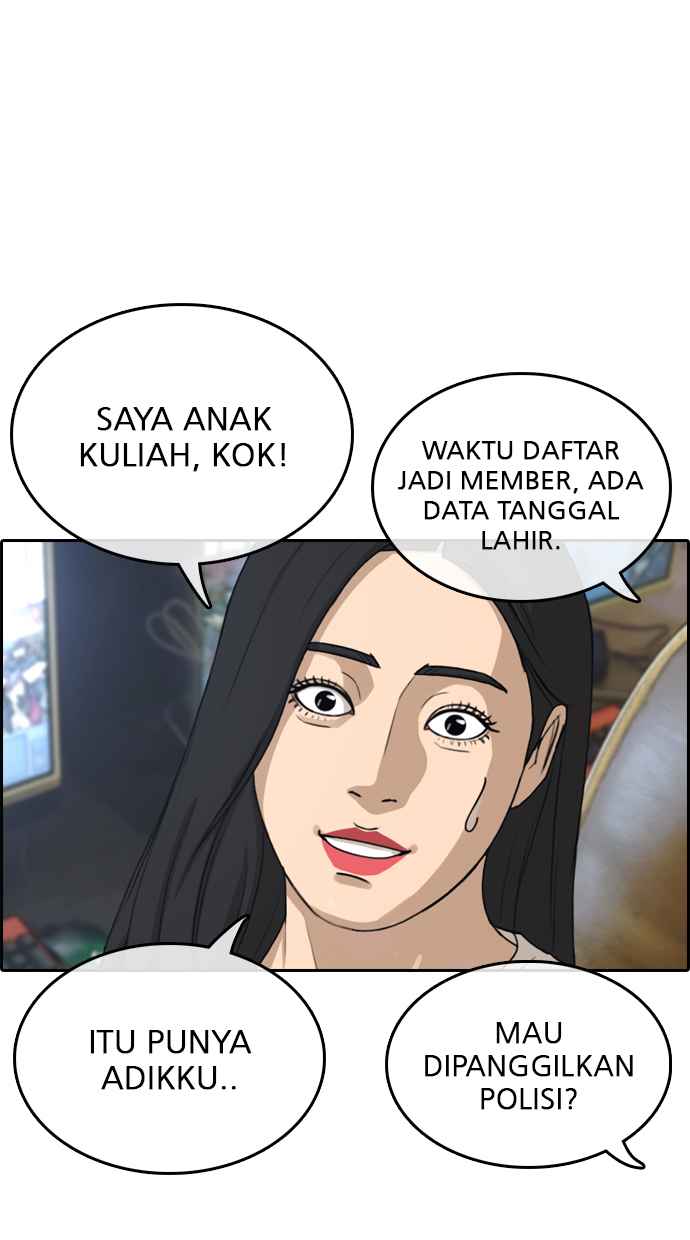 SAYA ANAK
KULIAH, KOK!
WAKTU DAFTAR
JADI MEMBER, ADA
DATA TANGGAL
LAHIR.
ITU PUNYA
ADIKKU..
MAU
DIPANGGILKAN
POLISI?